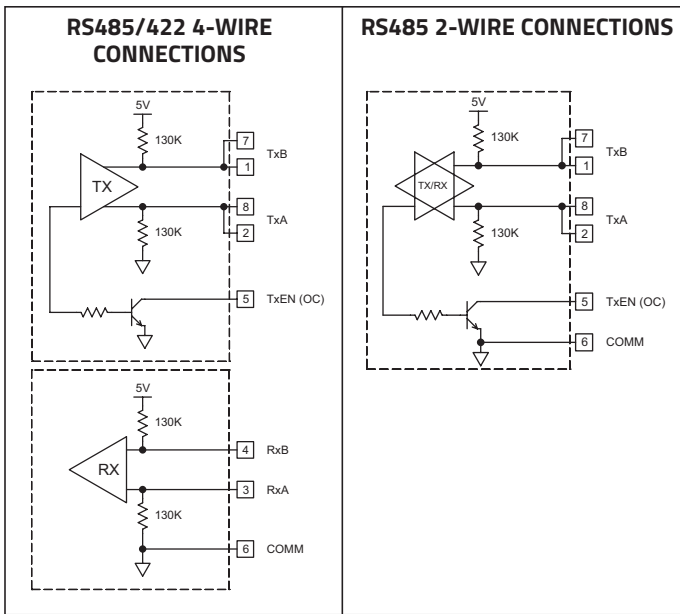 RS485/422 4-WIRE
CONNECTIONS
5V
130K
7
TxB
1
TX
8
TxA
2
130K
5
TxEN (OC)
5V
130K
4
RxB
RX
3
RxA
130K
6
COMM
RS485 2-WIRE CONNECTIONS
5V
130K
7
TxB
1
TX/RX
8
TxA
2
130K
5
TxEN (OC)
6
COMM